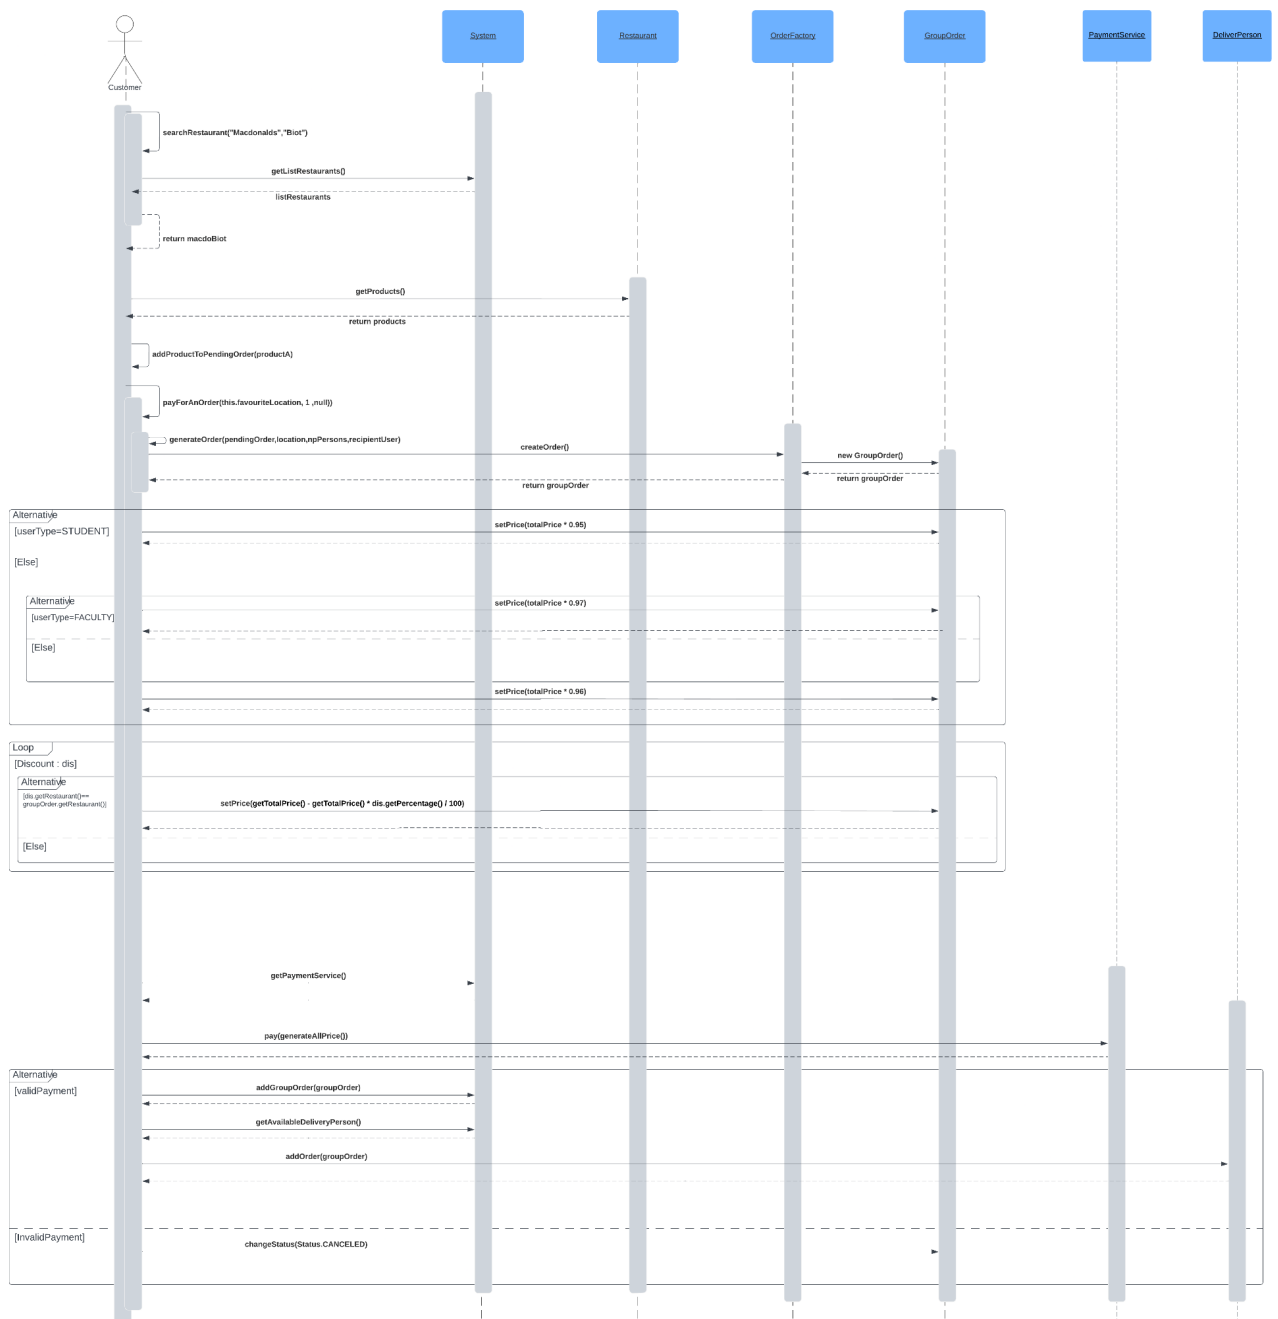 System
Restaurant
OrderFactory
GroupOrder
PaymentService
DeliverPerson
Customer
searchRestaurant("Macdonalds","Biot")
getListRestaurants()
listRestaurants
return macdoBiot
getProducts()
return products
addProductToPendingOrder(productA)
payForAnOrder(this.favouriteLocation, 1 ,null))
generateOrder(pendingOrder,location,npPersons,recipientUser)
createOrder()
new GroupOrder()
return groupOrder
return groupOrder
Alternative
[userType=STUDENT]
setPrice(totalPrice * 0.95)
[Else]
Alternative
setPrice(totalPrice * 0.97)
[userType=FACULTY]
[Else]
setPrice(totalPrice * 0.96)
Loop
[Discount : dis]
Alternative
[dis.getRestaurant()==
groupOrder.getRestaurant()]
setPrice(getTotalPrice() - getTotalPrice() * dis.getPercentage() / 100)
[Else]
getPaymentService()
pay(generateAllPrice())
Alternative
[validPayment]
addGroupOrder(groupOrder)
getAvailableDeliveryPerson()
addOrder(groupOrder)
[InvalidPayment]
changeStatus(Status.CANCELED)